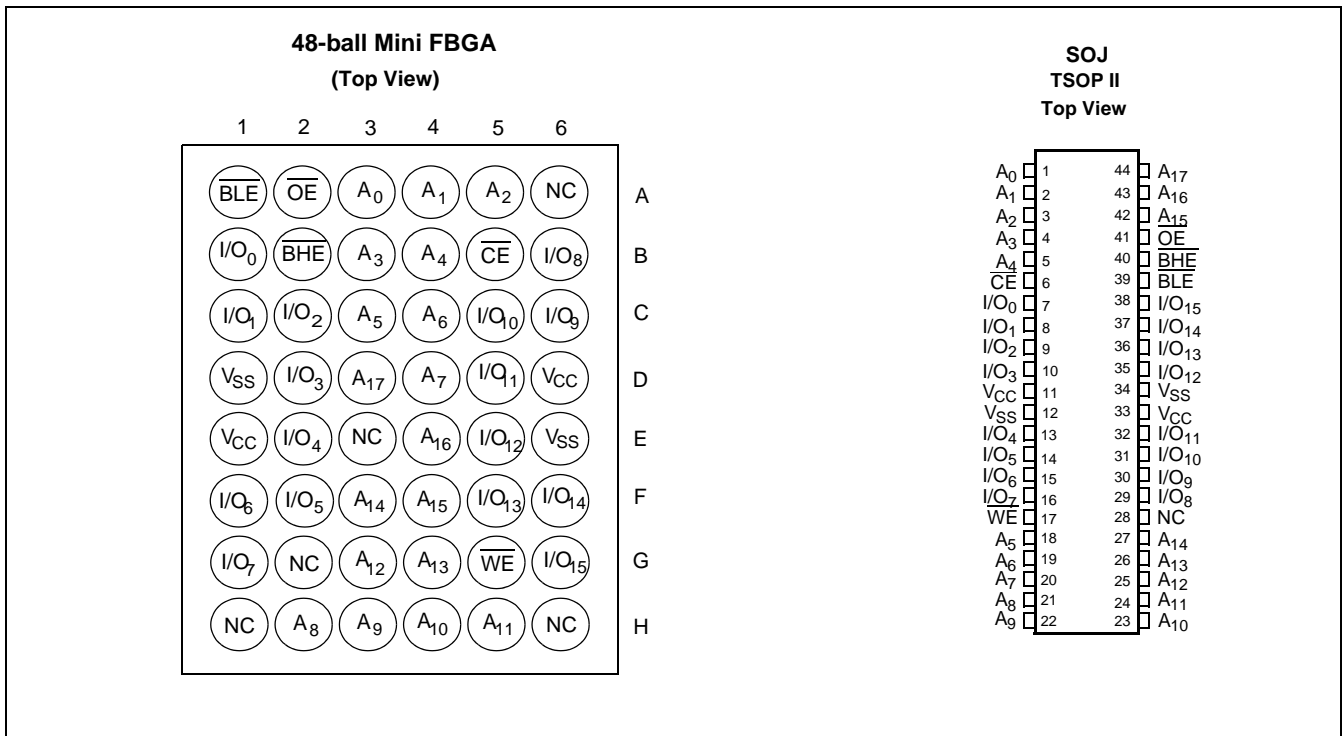 48-ball Mini FBGA
(Top View)
1 2 3 4 5 6
BLE OE A0 A1 A2 NC A
I/O0 BHE A3 A4 CE I/O8 B
I/O1 I/O2 A5 A6 I/O10 I/O9 C
VSS I/O3 A17 A7 I/O11 VCC D
VCC I/O4 NC A16 I/O12 VSS E
I/O6 I/O5 A14 A15 I/O13 I/O14 F
I/O7 NC A12 A13 WE I/O15 G
NC A8 A9 A10 A11 NC H
SOJ
TSOP II
Top View
A0 1 44 A17
A1 2 43 A16
A2 3 42 A15
A3 4 41 OE
A4 5 40 BHE
CE 6 39 BLE
I/O0 7 38 I/O15
I/O1 8 37 I/O14
I/O2 9 36 I/O13
I/O3 10 35 I/O12
VCC 11 34 VSS
VSS 12 33 VCC
I/O4 13 32 I/O11
I/O5 14 31 I/O10
I/O6 15 30 I/O9
I/O7 16 29 I/O8
WE 17 28 NC
A5 18 27 A14
A6 19 26 A13
A7 20 25 A12
A8 21 24 A11
A9 22 23 A10